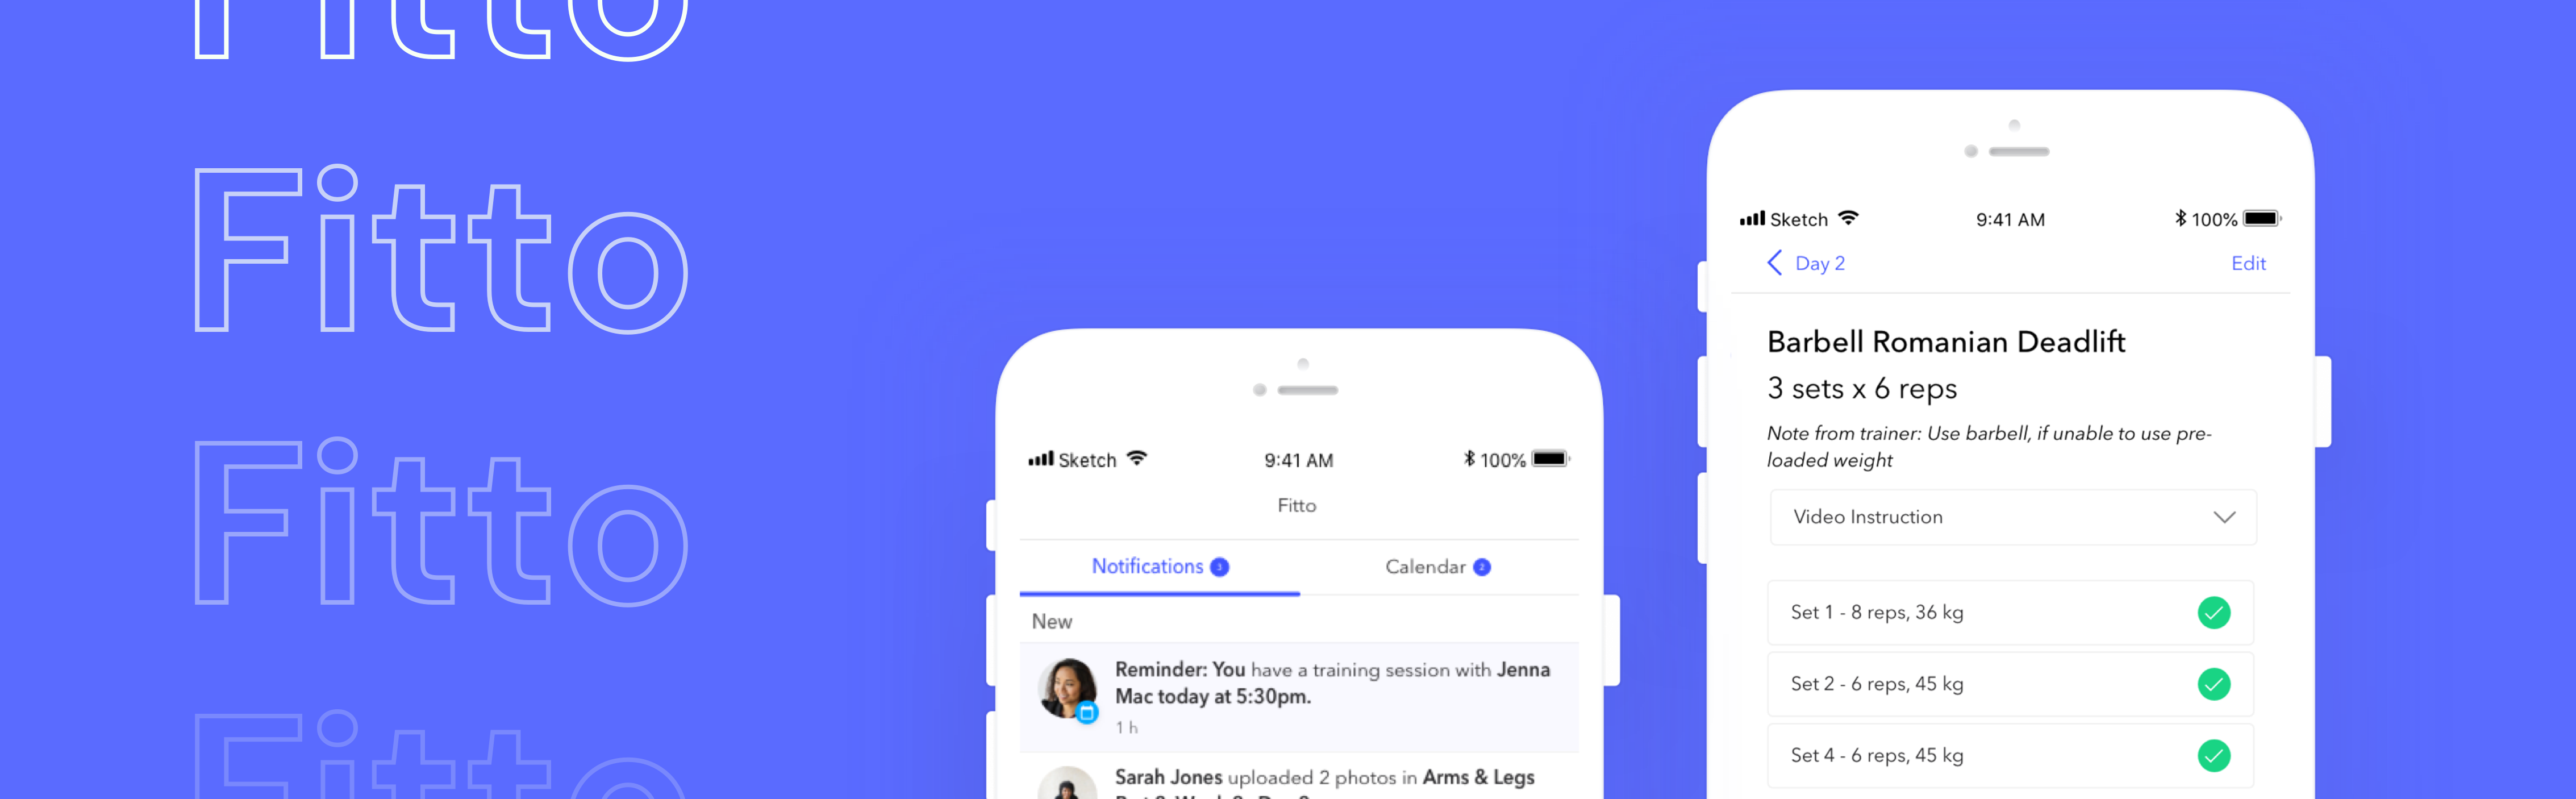 Fitto
Fitto
Fitto
Fitto
Sketch 9:41 AM 100%
Fitto
Notifications 3 Calendar 2
New
Reminder: You have a training session with Jenna
Mac today at 5:30pm.
1 h
Sarah Jones uploaded 2 photos in Arms & Legs
Sketch 9:41 AM 100%
Day 2 Edit
Barbell Romanian Deadlift
3 sets x 6 reps
Note from trainer: Use barbell, if unable to use pre-
loaded weight
Video Instruction
Set 1 - 8 reps, 36 kg
Set 2 - 6 reps, 45 kg
Set 4 - 6 reps, 45 kg